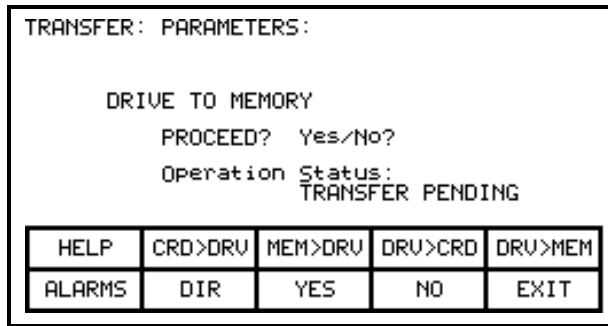 TRANSFER: PARAMETERS:
DRIVE TO MEMORY
PROCEED? Yes/No?
Operation Status:
TRANSFER PENDING
HELP CRD>DRV MEM>DRV DRV>CRD DRV>MEM
ALARMS DIR YES NO EXIT